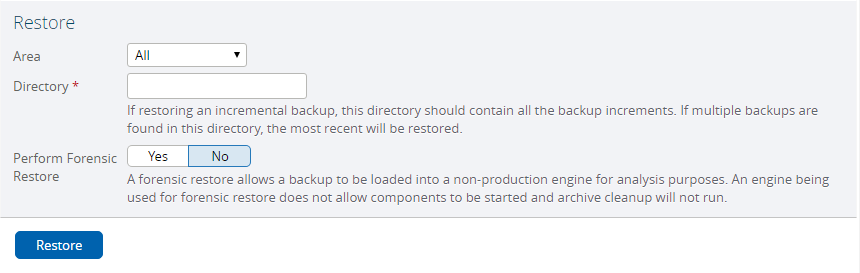 Restore
Area All
Directory *
If restoring an incremental backup, this directory should contain all the backup increments. If multiple backups are
found in this directory, the most recent will be restored.
Perform Forensic Yes No
Restore
A forensic restore allows a backup to be loaded into a non-production engine for analysis purposes. An engine being
used for forensic restore does not allow components to be started and archive cleanup will not run.
Restore